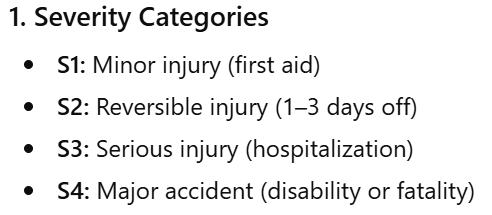 1. Severity Categories
• S1: Minor injury (first aid)
• S2: Reversible injury (1–3 days off)
• S3: Serious injury (hospitalization)
• S4: Major accident (disability or fatality)